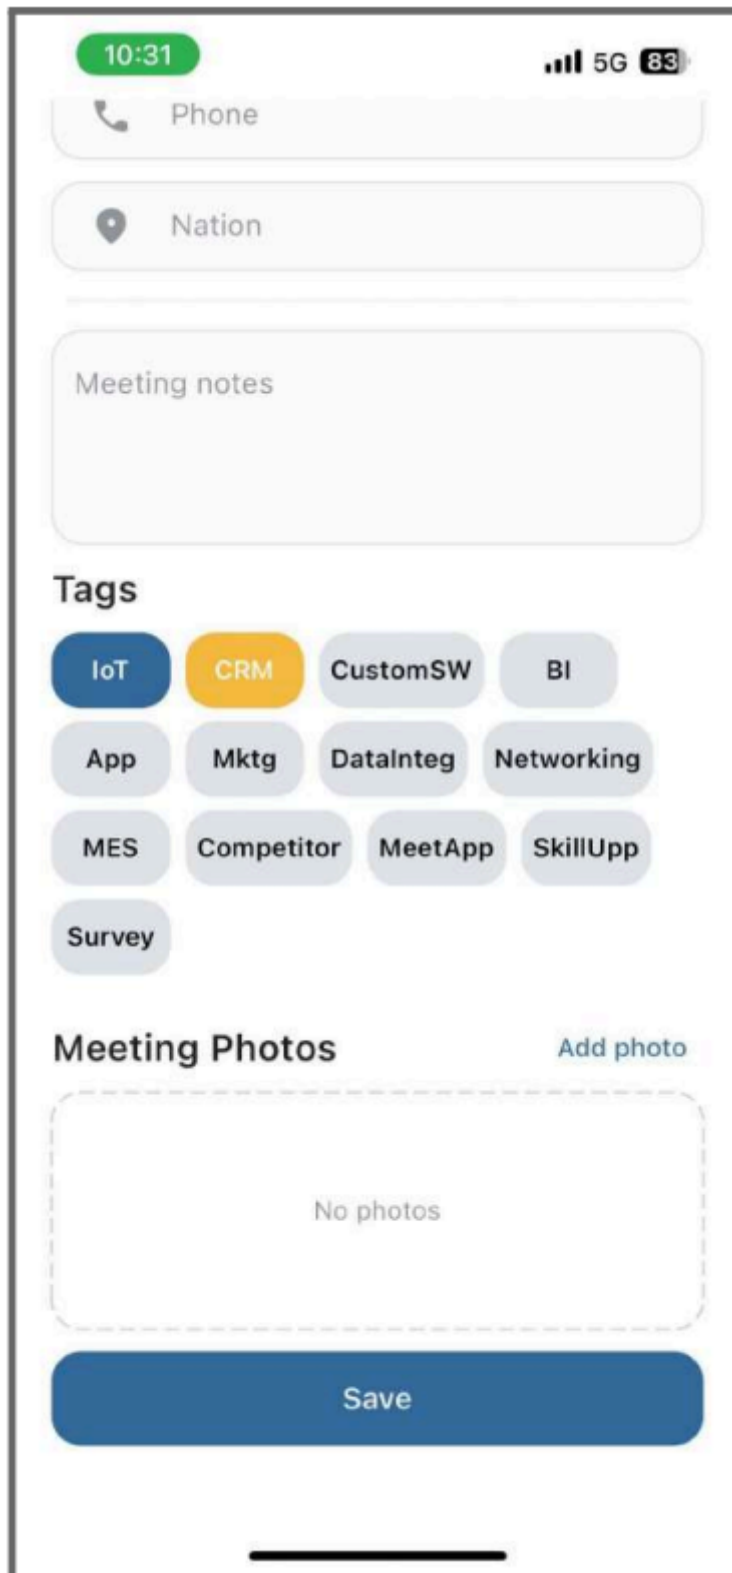 10:31 5G 83
Phone
Nation
Meeting notes
Tags
IoT CRM CustomSW BI
App Mktg DataInteg Networking
MES Competitor MeetApp SkillUpp
Survey
Meeting Photos Add photo
No photos
Save